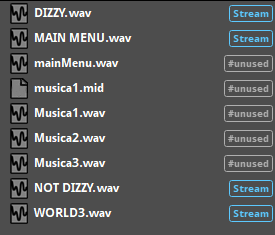 DIZZY.wav Stream
MAIN MENU.wav Stream
mainMenu.wav #unused
musica1.mid #unused
Musica1.wav #unused
Musica2.wav #unused
Musica3.wav #unused
NOT DIZZY.wav Stream
WORLD3.wav Stream